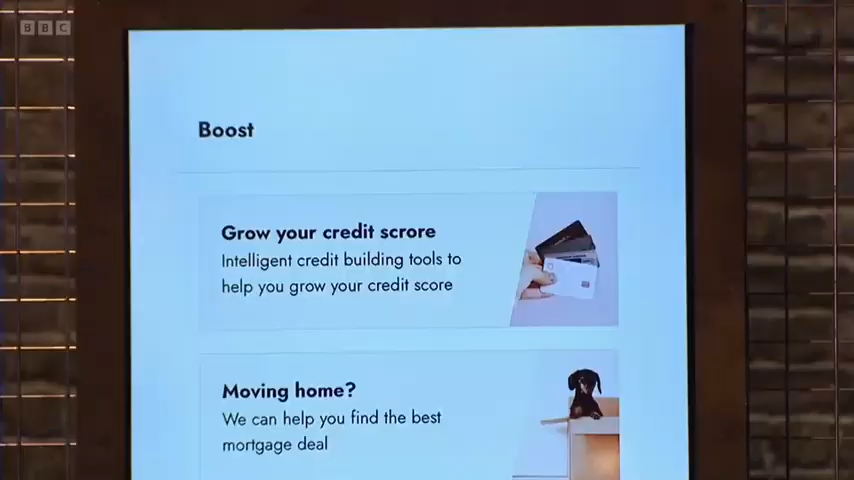 BBC
Boost
Grow your credit scrore
Intelligent credit building tools to
help you grow your credit score
Moving home?
We can help you find the best
mortgage deal